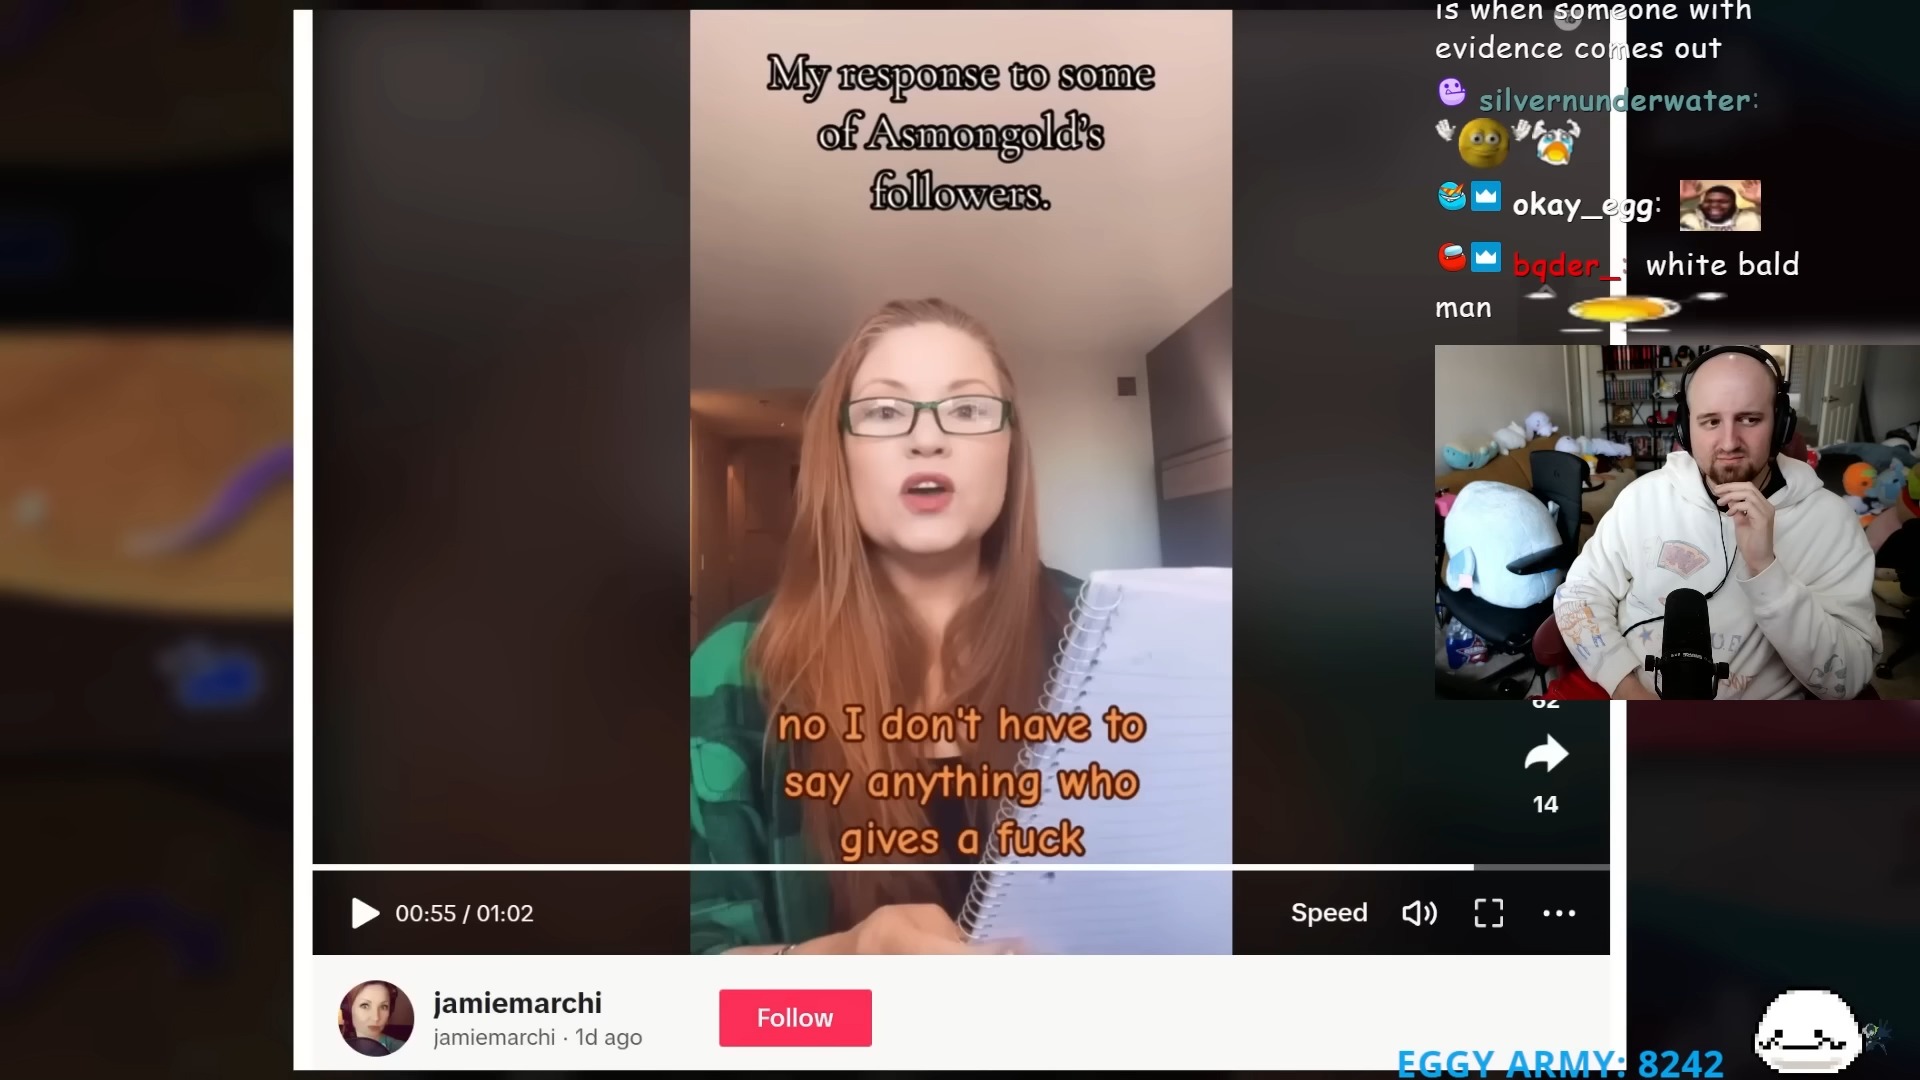 My response to some
of Asmongold's
followers.
no I don't have to
say anything who
gives a fuck
00:55 / 01:02
Speed
jamiemarchi
jamiemarchi · 1d ago
Follow
is when someone with
evidence comes out
silvernunderwater:
okay_egg:
bqder_: white bald
man
62
14
EGGY ARMY: 8242